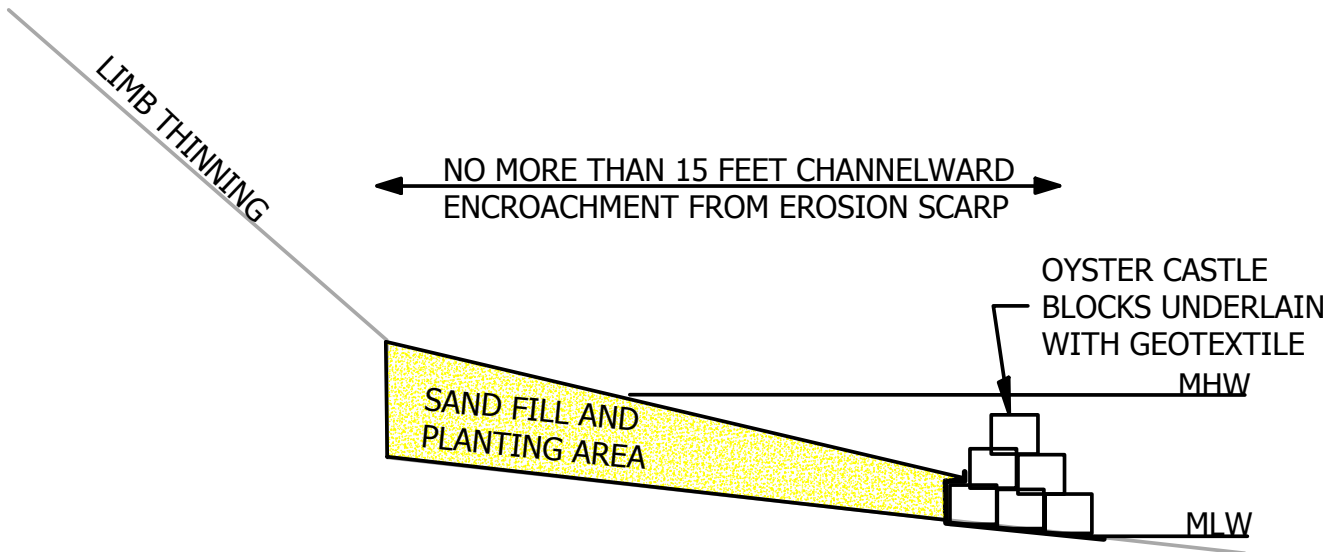 LIMB THINNING
NO MORE THAN 15 FEET CHANNELWARD
ENCROACHMENT FROM EROSION SCARP
OYSTER CASTLE
BLOCKS UNDERLAIN
WITH GEOTEXTILE
MHW
SAND FILL AND
PLANTING AREA
MLW